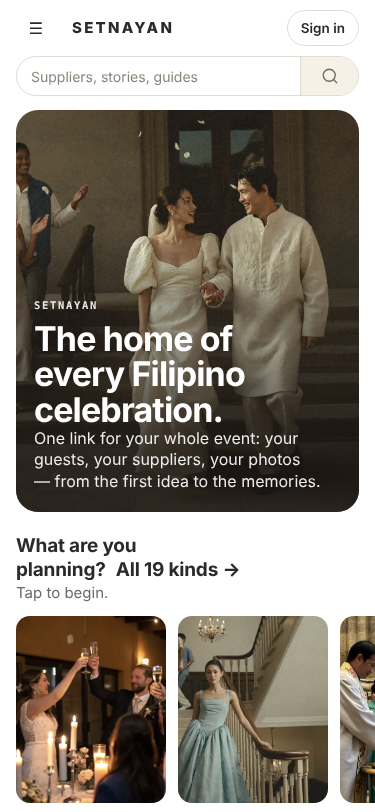 ☰ SETNAYAN Sign in
Suppliers, stories, guides
SETNAYAN
The home of
every Filipino
celebration.
One link for your whole event: your
guests, your suppliers, your photos
— from the first idea to the memories.
What are you
planning? All 19 kinds →
Tap to begin.